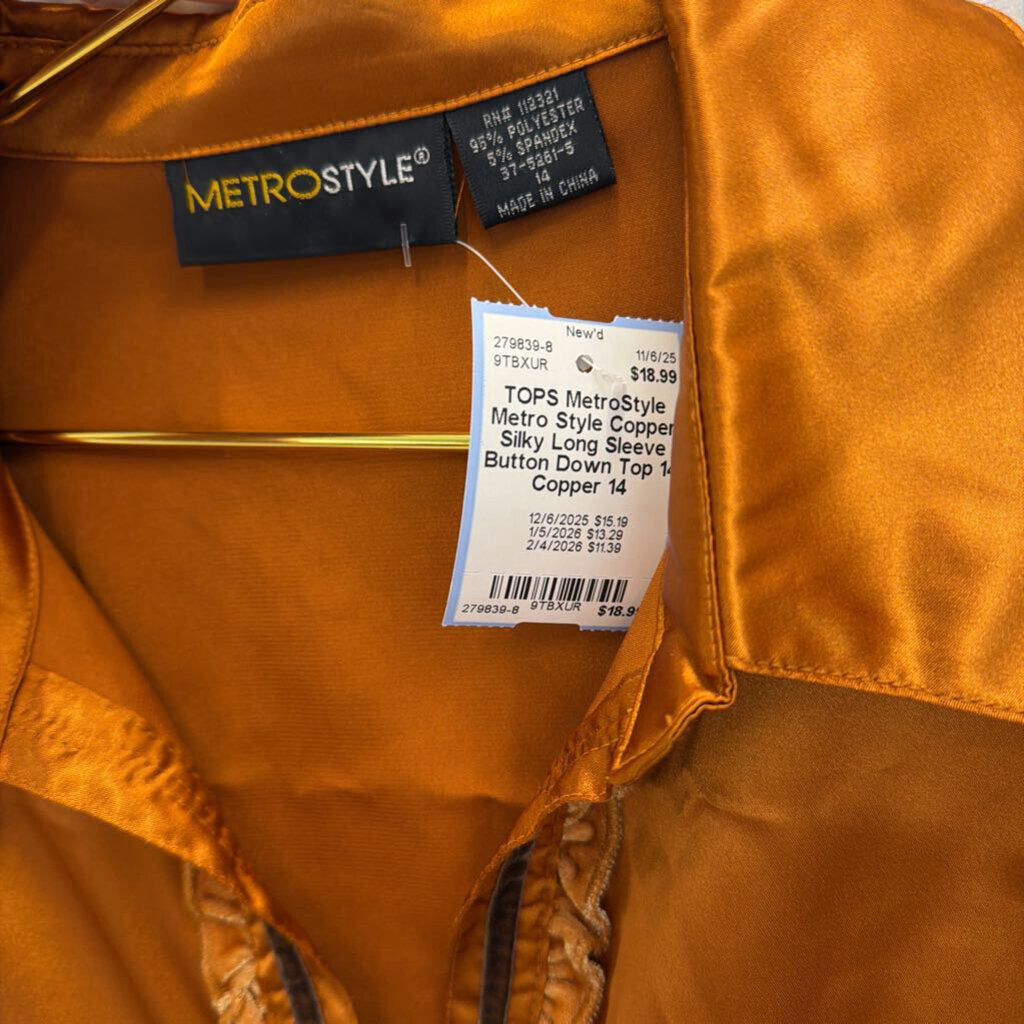 METROSTYLE®
RN# 112321
95% POLYESTER
5% SPANDEX
37-5261-5
14
MADE IN CHINA
New'd
279839-8 11/6/25
9TBXUR $18.99
TOPS MetroStyle
Metro Style Copper
Silky Long Sleeve
Button Down Top 14
Copper 14
12/6/2025 $15.19
1/5/2026 $13.29
2/4/2026 $11.39
279839-8 9TBXUR $18.99